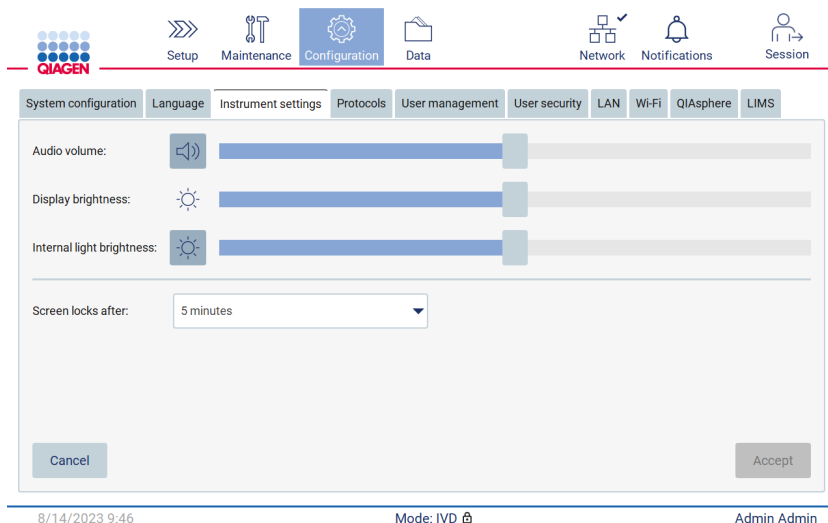 QIAGEN
Setup Maintenance Configuration Data Network Notifications Session
System configuration Language Instrument settings Protocols User management User security LAN Wi-Fi QIAsphere LIMS
Audio volume:
Display brightness:
Internal light brightness:
Screen locks after: 5 minutes
Cancel Accept
8/14/2023 9:46 Mode: IVD Admin Admin